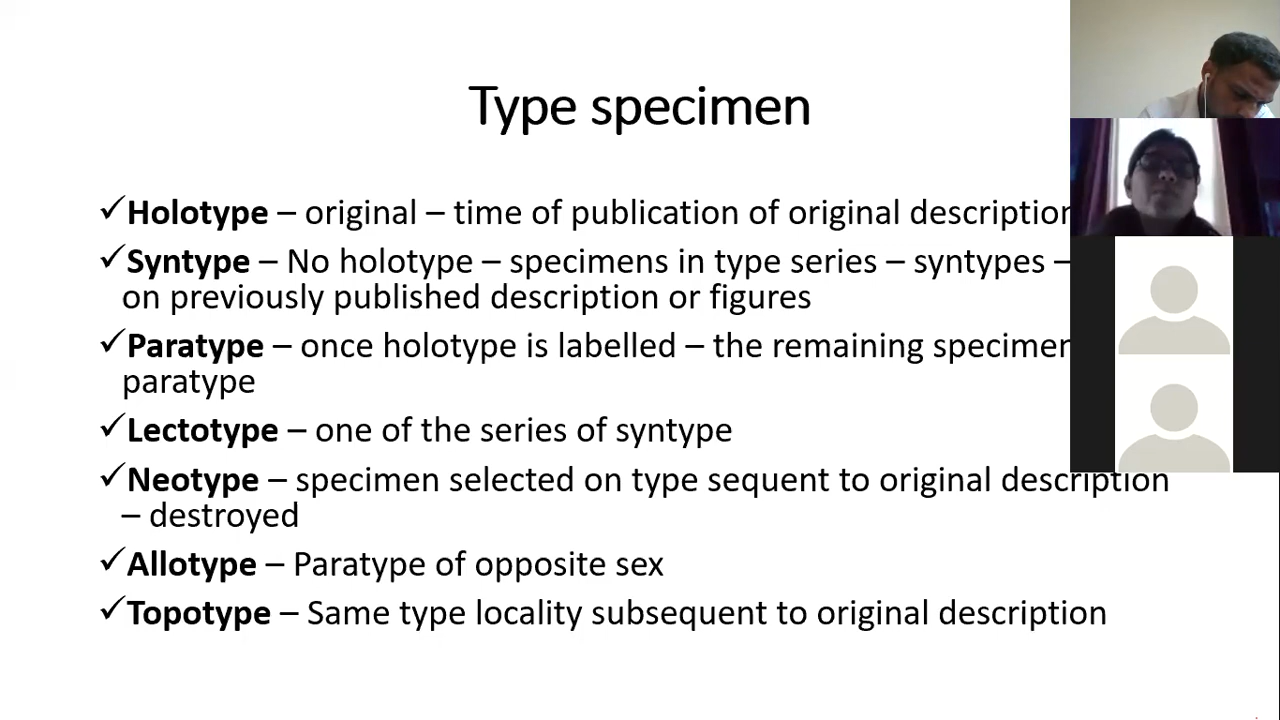 Type specimen
✓Holotype – original – time of publication of original description
✓Syntype – No holotype – specimens in type series – syntypes –
on previously published description or figures
✓Paratype – once holotype is labelled – the remaining
paratype
✓Lectotype – one of the series of syntype
✓Neotype – specimen selected on type sequent to original description
– destroyed
✓Allotype – Paratype of opposite sex
✓Topotype – Same type locality subsequent to original description